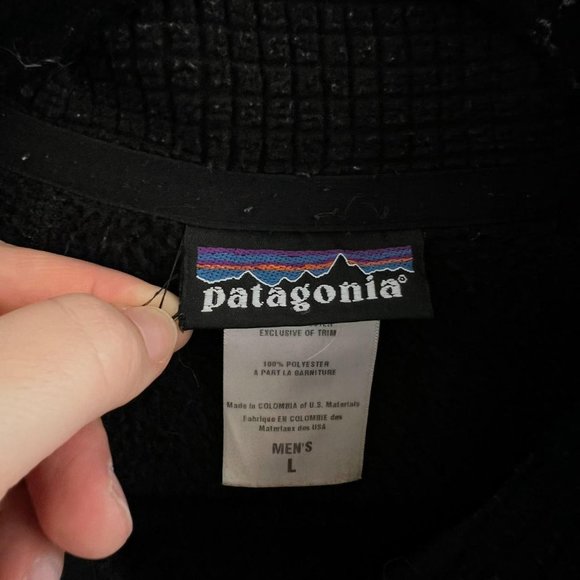 patagonia®
EXCLUSIVE OF TRIM
100% POLYESTER
A PART LA GARNITURE
Made in COLOMBIA of U.S. Materials
Fabriqué EN COLOMBIE des
Materiaux des USA
MEN'S
L